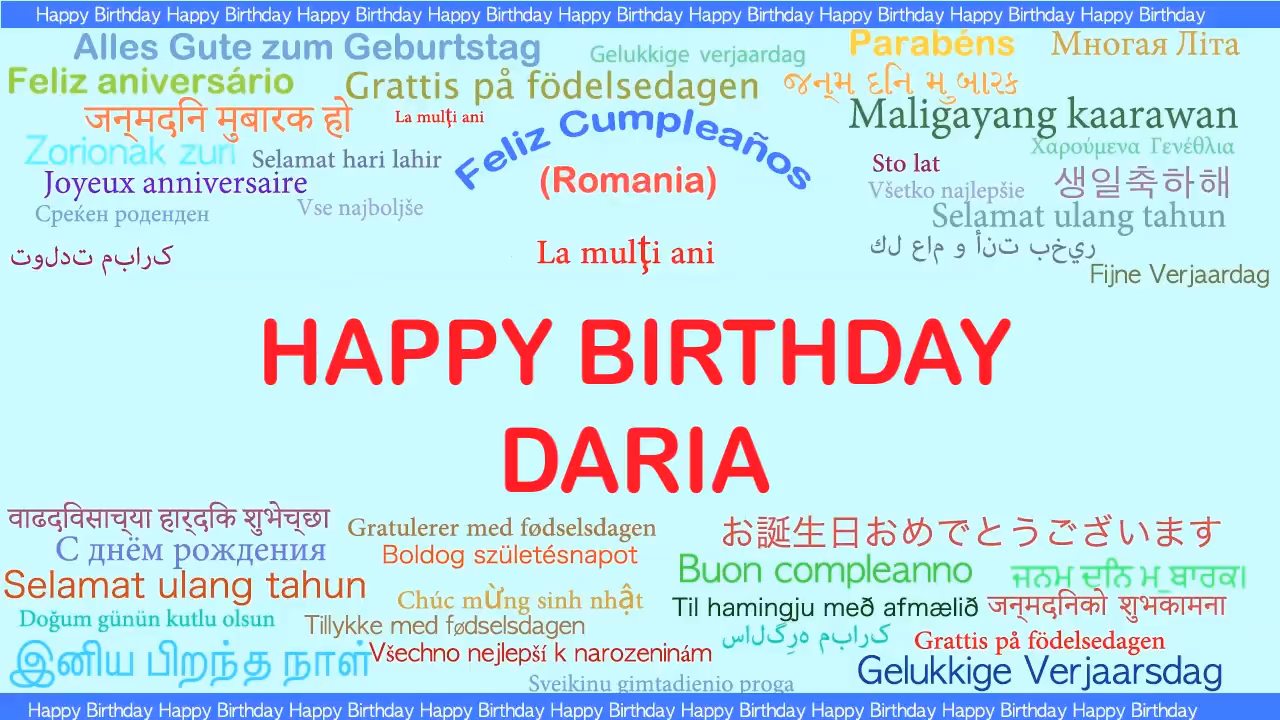 Happy Birthday Happy Birthday Happy Birthday Happy Birthday Happy Birthday Happy Birthday Happy Birthday Happy Birthday Happy Birthday
Alles Gute zum Geburtstag
Gelukkige verjaardag
Parabéns
Многая Літа
Feliz aniversário
Grattis på födelsedagen
જન્મ દિન મુબારક
जन्मदिन मुबारक हो
La mulţi ani
Feliz Cumpleaños
Maligayang kaarawan
Zorionak zuri
Selamat hari lahir
(Romania)
Sto lat
Χαρούμενα Γενέθλια
Joyeux anniversaire
Všetko najlepšie
생일축하해
Среќен роденден
Vse najboljše
Selamat ulang tahun
La mulţi ani
تولدت مبارک
كل عام و أنت بخير
Fijne Verjaardag
HAPPY BIRTHDAY
DARIA
वाढदिवसाच्या हार्दिक शुभेच्छा
Gratulerer med fødselsdagen
お誕生日おめでとうございます
С днём рождения
Boldog születésnapot
Buon compleanno
ਜਨਮ ਦਿਨ ਮੁਬਾਰਕ।
Selamat ulang tahun
Chúc mừng sinh nhật
Til hamingju með afmælið
जन्मदिनको शुभकामना
Doğum günün kutlu olsun
Tillykke med fødselsdagen
سالگرہ مبارک
Grattis på födelsedagen
இனிய பிறந்த நாள்
Všechno nejlepší k narozeninám
Gelukkige Verjaarsdag
Sveikinu gimtadienio proga
Happy Birthday Happy Birthday Happy Birthday Happy Birthday Happy Birthday Happy Birthday Happy Birthday Happy Birthday Happy Birthday